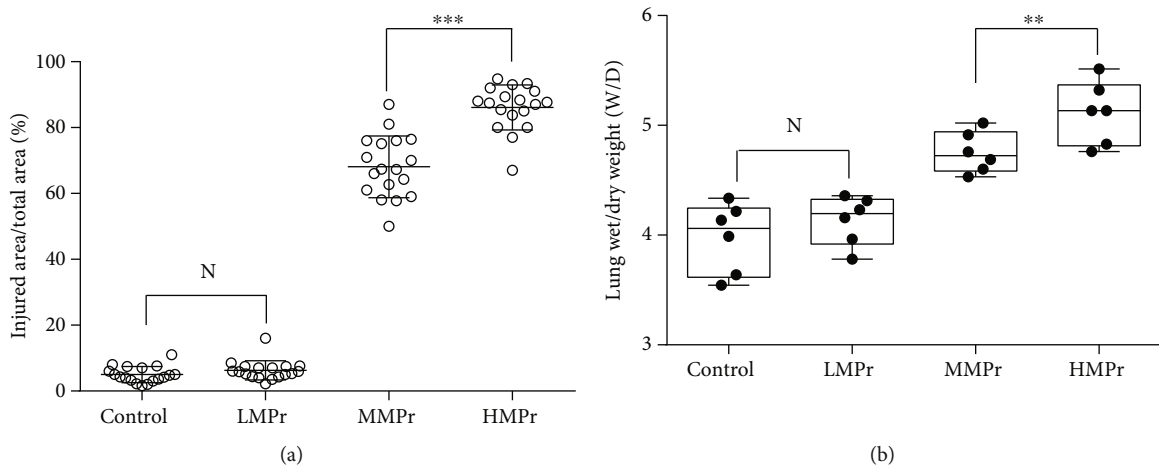 ***
100
80
60
40
20
0
Injured area/total area (%)
N
Control
LMPr
MMPr
HMPr
(a)
**
6
5
4
3
Lung wet/dry weight (W/D)
N
Control
LMPr
MMPr
HMPr
(b)